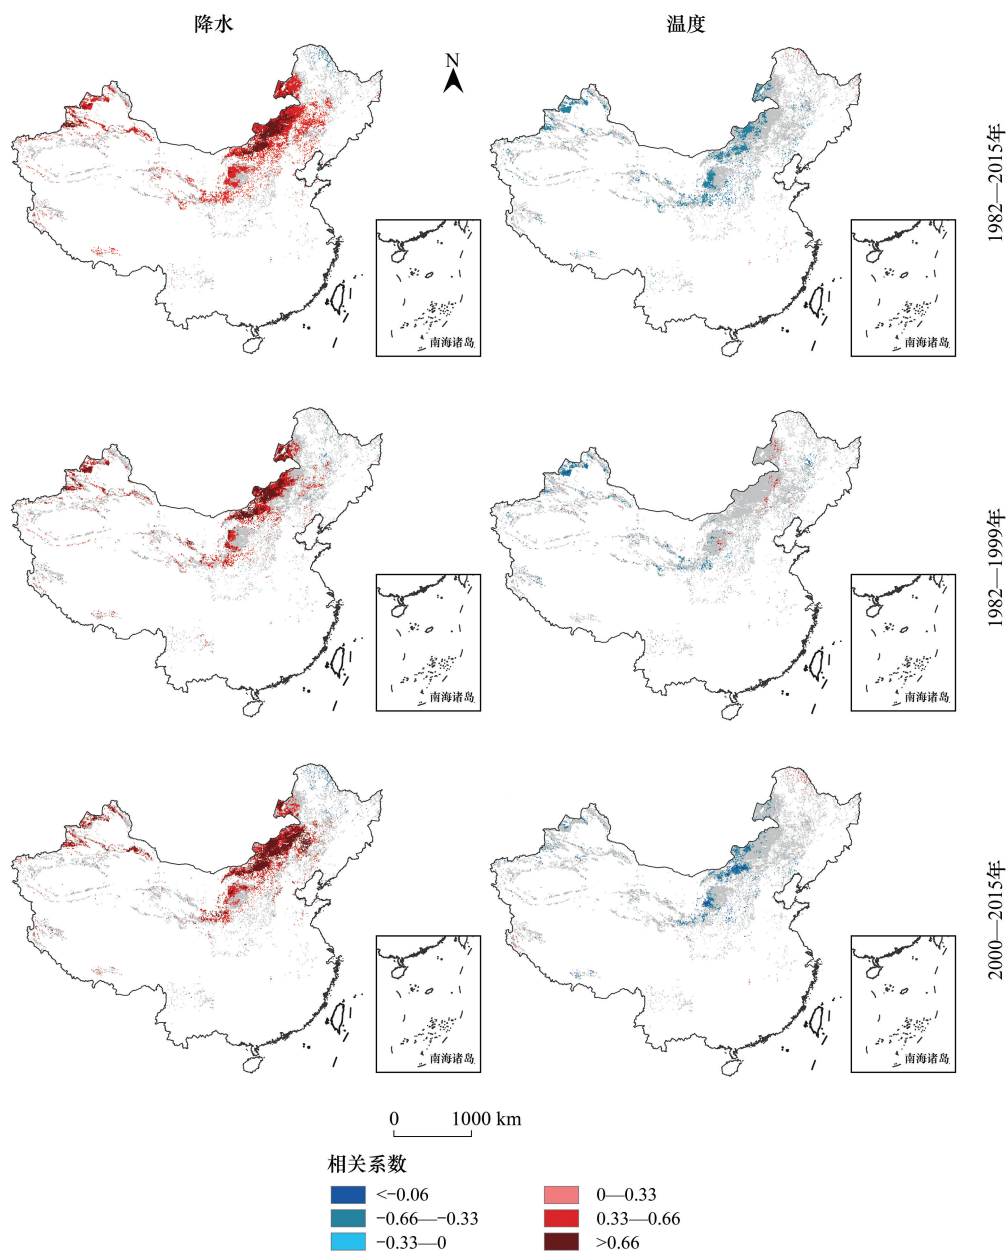 降水
温度
N
1982—2015年
南海诸岛
南海诸岛
1982—1999年
南海诸岛
南海诸岛
2000—2015年
南海诸岛
南海诸岛
0 1000 km
相关系数
<−0.06
0—0.33
−0.66—−0.33
0.33—0.66
−0.33—0
>0.66